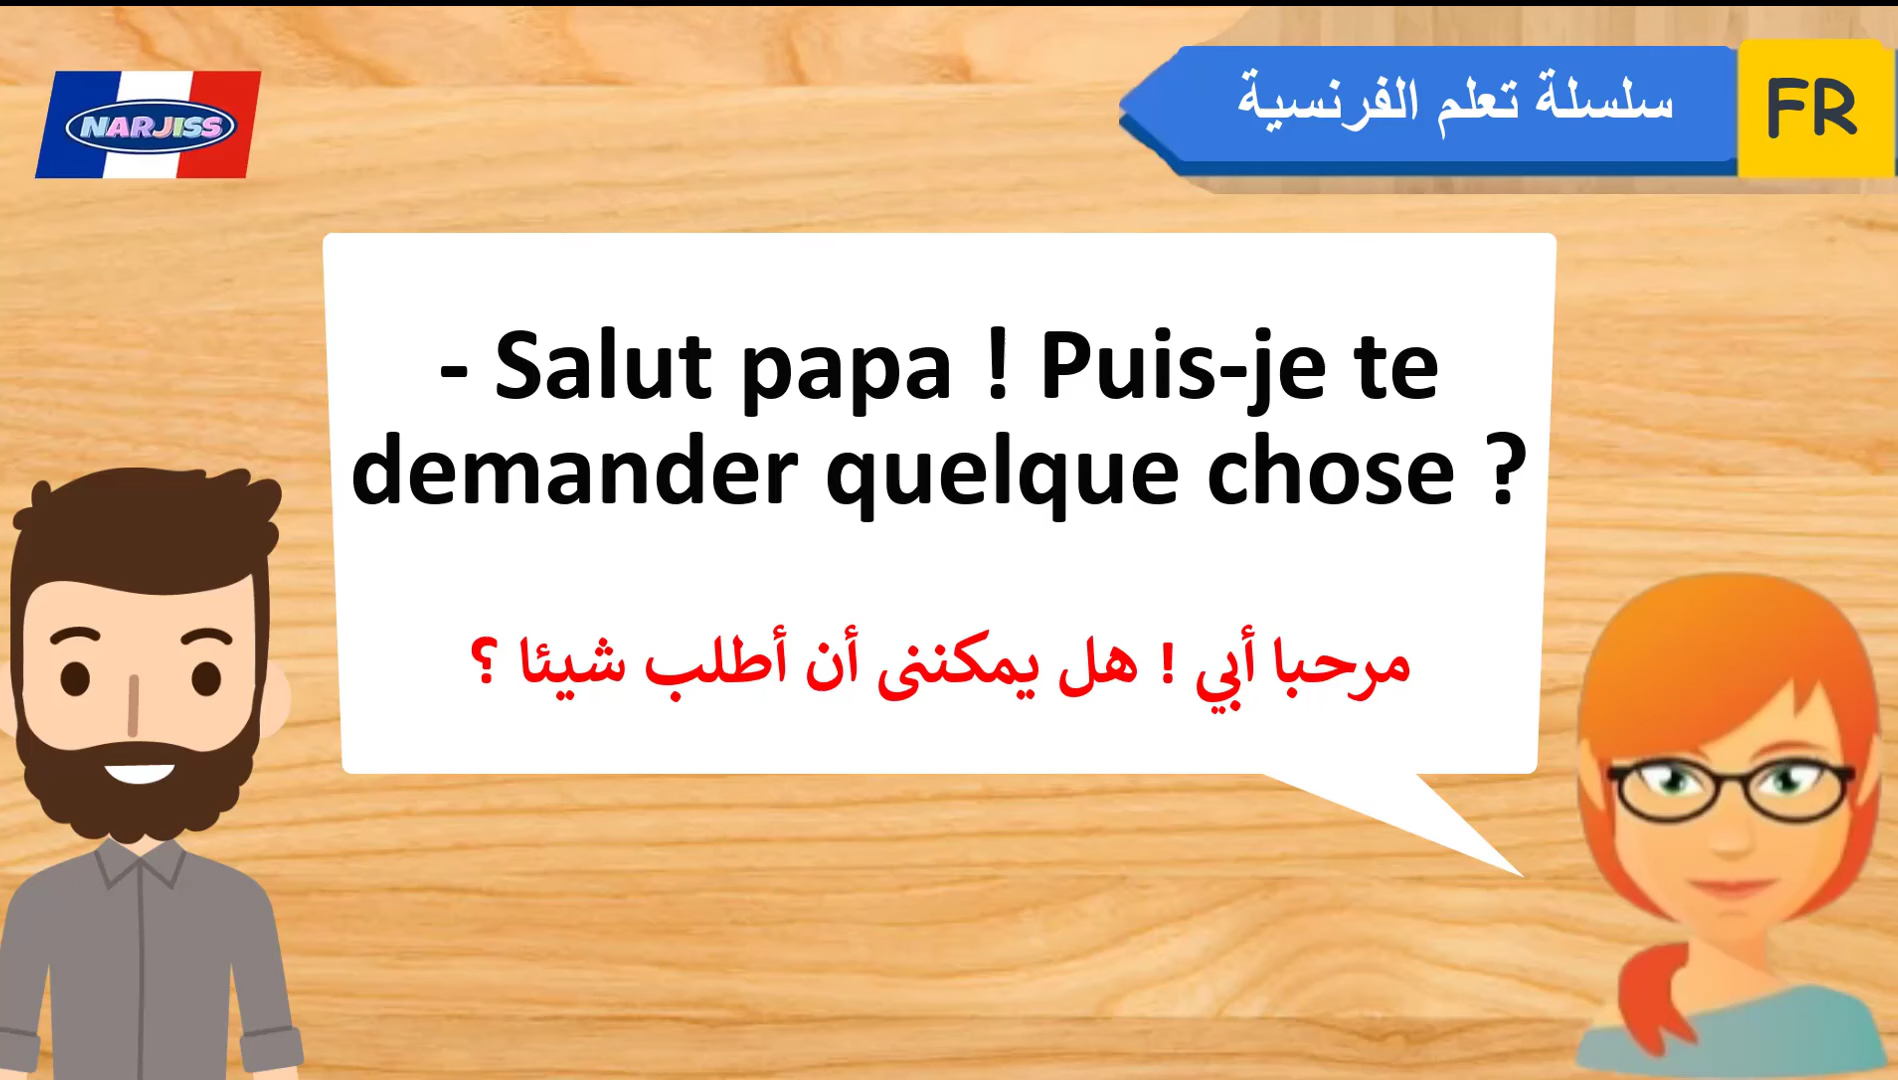 NARJISS
سلسلة تعلم الفرنسية
FR
- Salut papa ! Puis-je te
demander quelque chose ?
مرحبا أبي ! هل يمكننى أن أطلب شيئا ؟